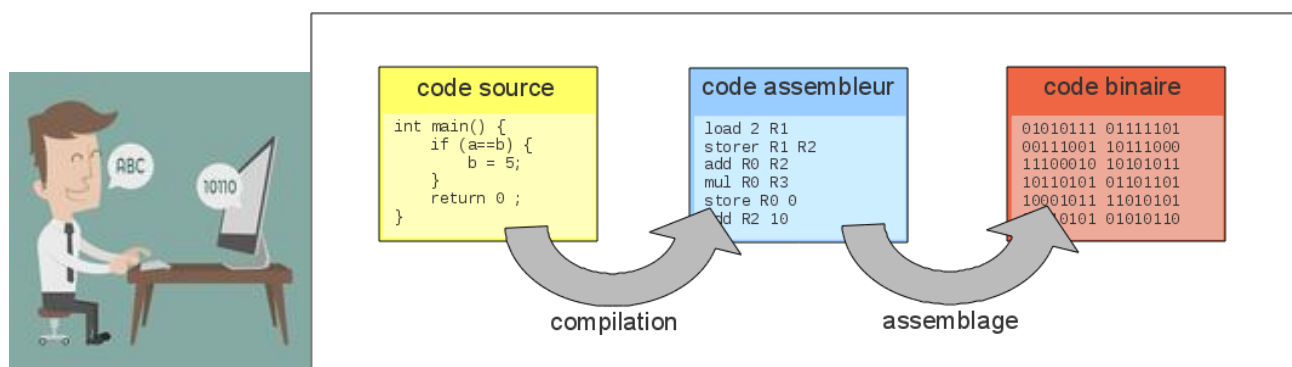 ABC
10110
code source
int main() {
if (a==b) {
b = 5;
}
return 0 ;
}
code assembleur
load 2 R1
storer R1 R2
add R0 R2
mul R0 R3
store R0 0
R2 10
code binaire
01010111 01111101
00111001 10111000
11100010 10101011
10110101 01101101
10001011 11010101
01010110
compilation
assemblage